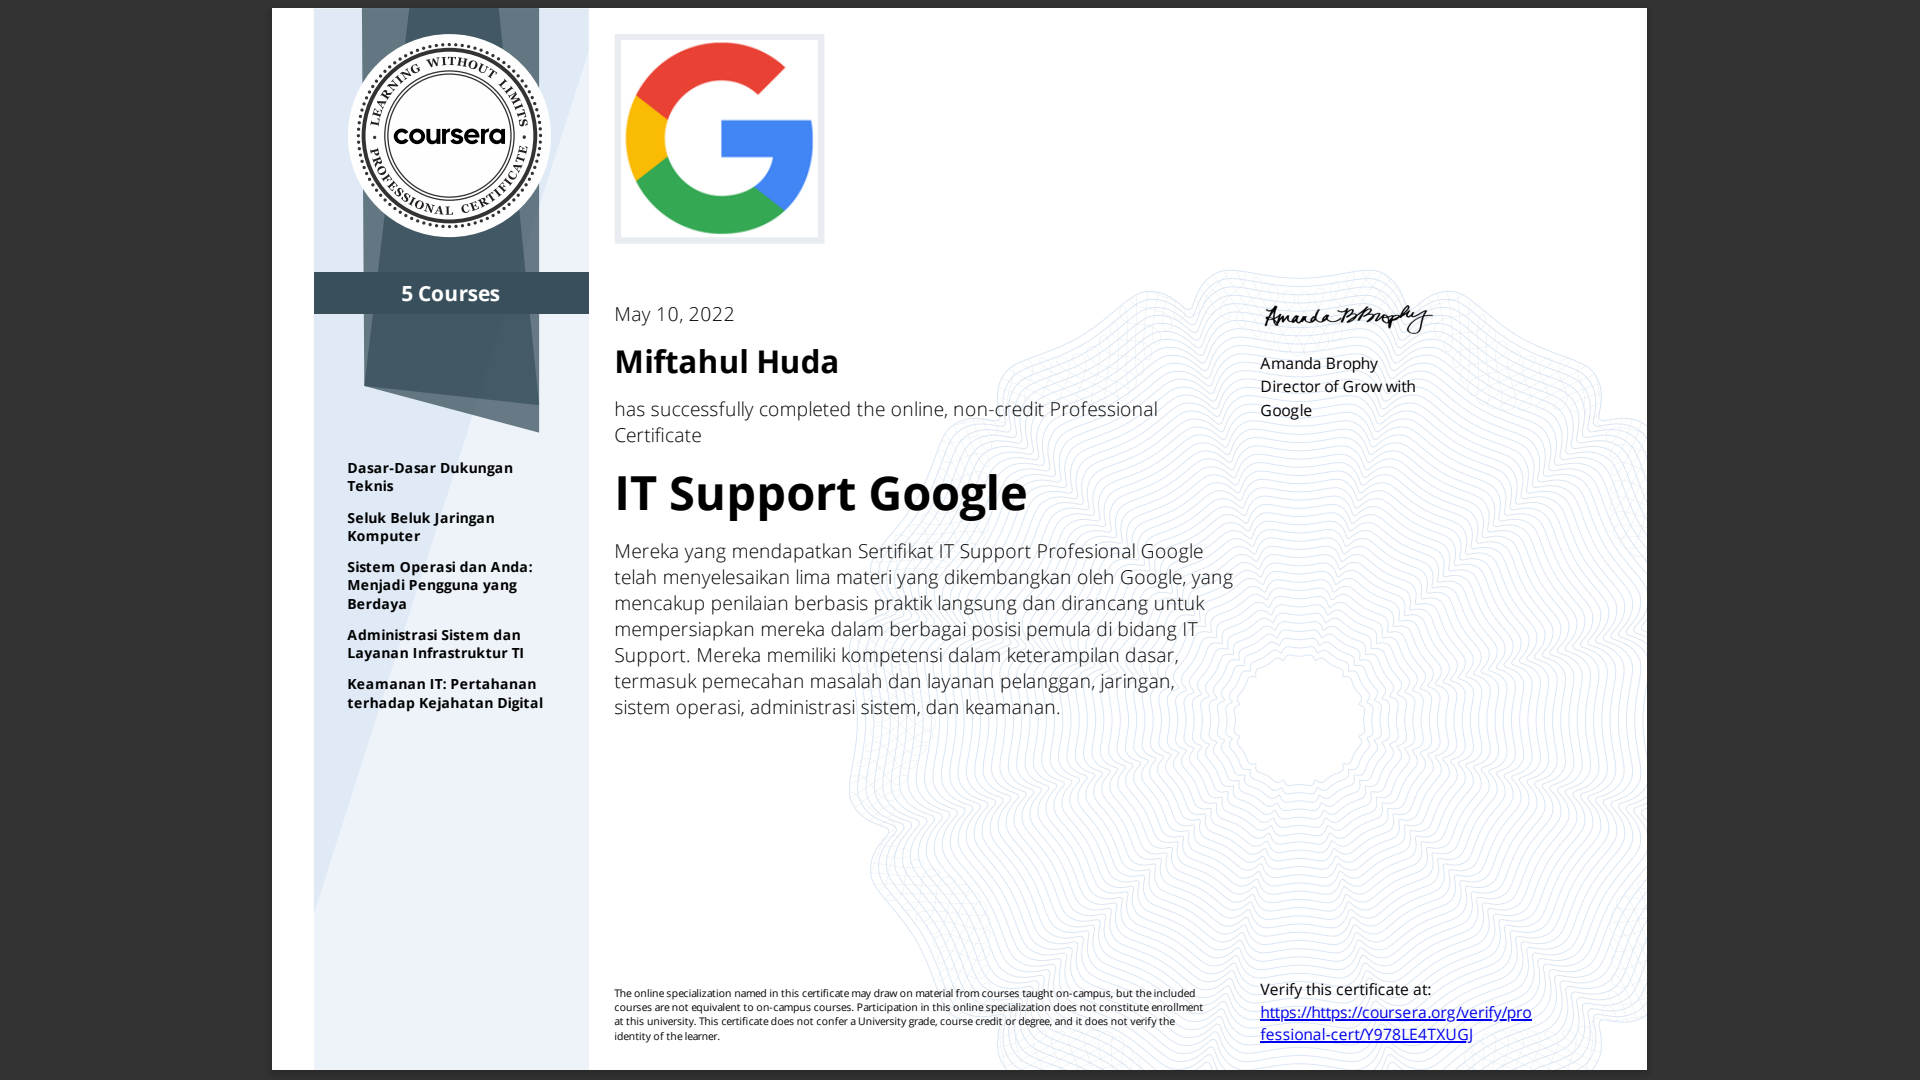 LEARNING WITHOUT LIMITS
coursera
PROFESSIONAL CERTIFICATE
5 Courses
Dasar-Dasar Dukungan
Teknis
Seluk Beluk Jaringan
Komputer
Sistem Operasi dan Anda:
Menjadi Pengguna yang
Berdaya
Administrasi Sistem dan
Layanan Infrastruktur TI
Keamanan IT: Pertahanan
terhadap Kejahatan Digital
May 10, 2022
Miftahul Huda
has successfully completed the online, non-credit Professional
Certificate
IT Support Google
Mereka yang mendapatkan Sertifikat IT Support Profesional Google
telah menyelesaikan lima materi yang dikembangkan oleh Google, yang
mencakup penilaian berbasis praktik langsung dan dirancang untuk
mempersiapkan mereka dalam berbagai posisi pemula di bidang IT
Support. Mereka memiliki kompetensi dalam keterampilan dasar,
termasuk pemecahan masalah dan layanan pelanggan, jaringan,
sistem operasi, administrasi sistem, dan keamanan.
Amanda B Brophy
Amanda Brophy
Director of Grow with
Google
The online specialization named in this certificate may draw on material from courses taught on-campus, but the included
courses are not equivalent to on-campus courses. Participation in this online specialization does not constitute enrollment
at this university. This certificate does not confer a University grade, course credit or degree, and it does not verify the
identity of the learner.
Verify this certificate at:
https://https://coursera.org/verify/pro
fessional-cert/Y978LE4TXUGJ